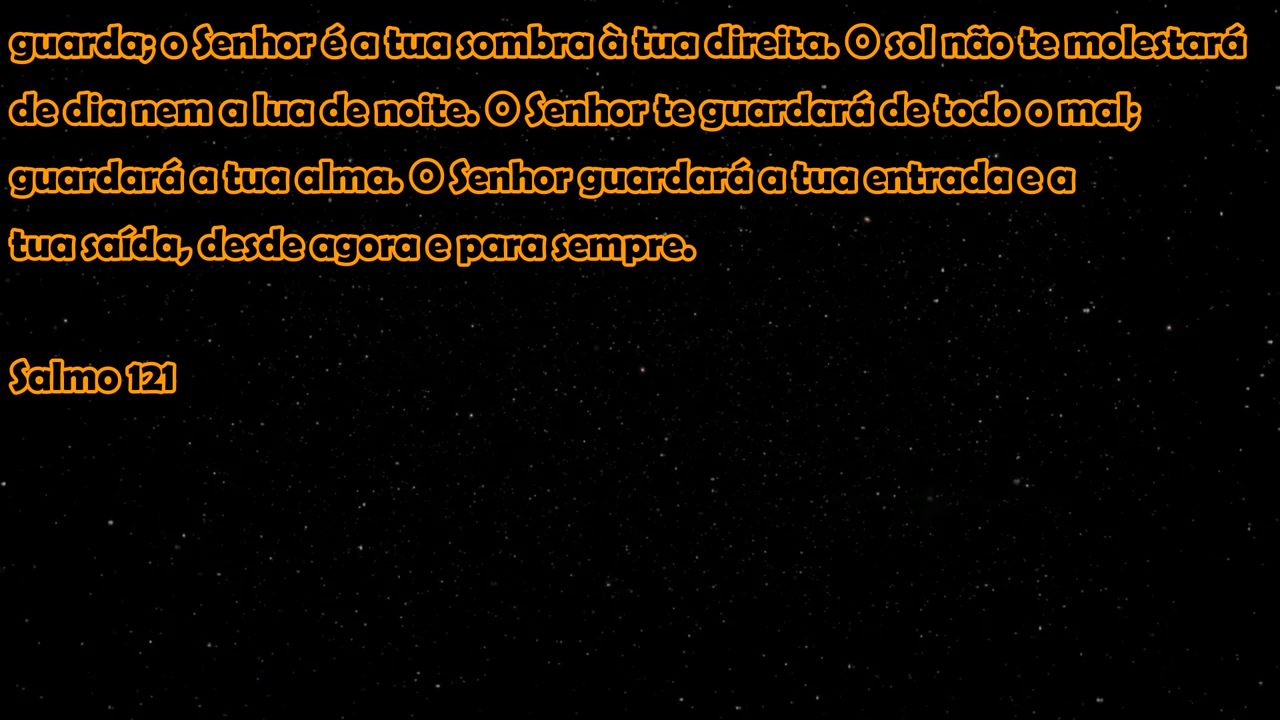 guarda; o Senhor é a tua sombra à tua direita. O sol não te molestará
de dia nem a lua de noite. O Senhor te guardará de todo o mal;
guardará a tua alma. O Senhor guardará a tua entrada e a
tua saída, desde agora e para sempre.
Salmo 121